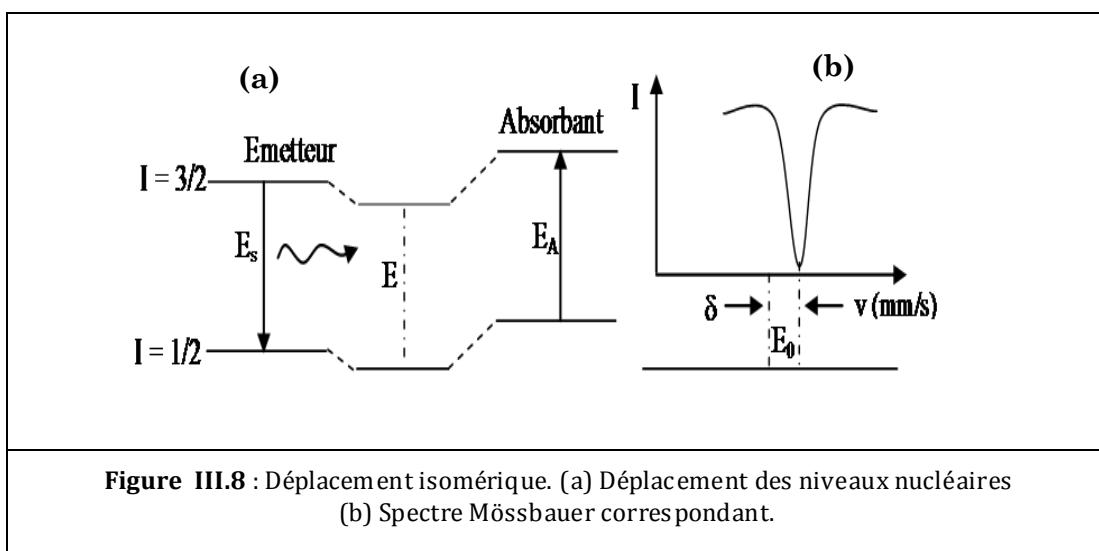 (a)
(b)
I
Absorbant
Emetteur
I = 3/2
E_s
E
E_A
δ
v (mm/s)
E_0
I = 1/2
Figure III.8 : Déplacement isomérique. (a) Déplacement des niveaux nucléaires
(b) Spectre Mössbauer correspondant.